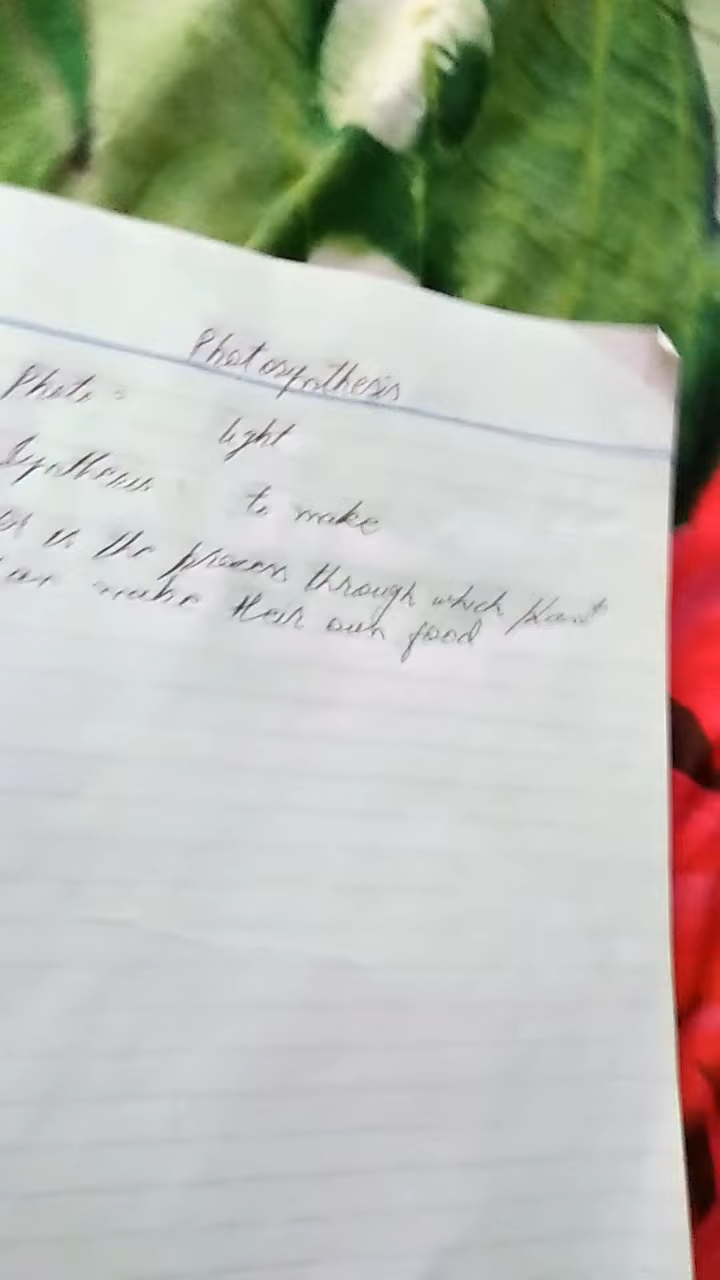 Photosynthesis
Photo =
light
Synthesis
to make
is the process through which plant
make their own food